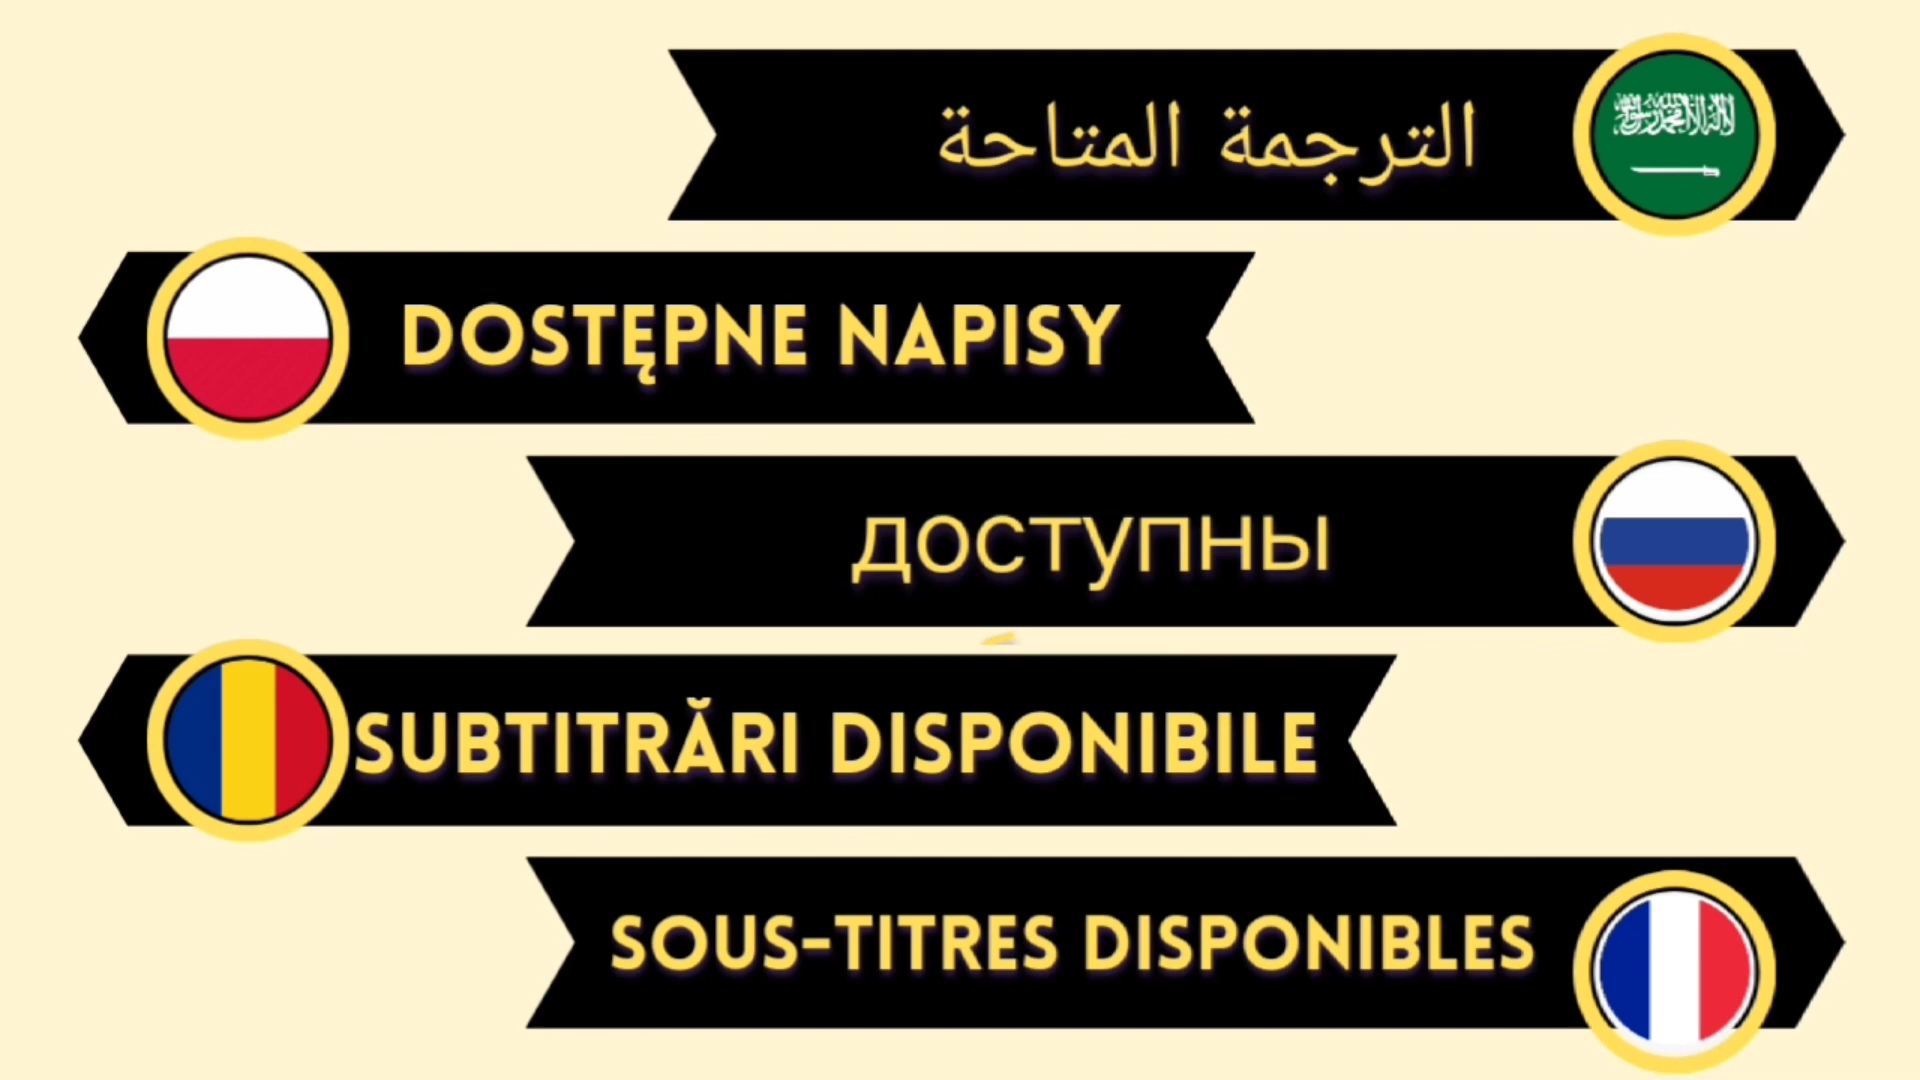 الترجمة المتاحة
DOSTĘPNE NAPISY
доступны
SUBTITRĂRI DISPONIBILE
SOUS-TITRES DISPONIBLES